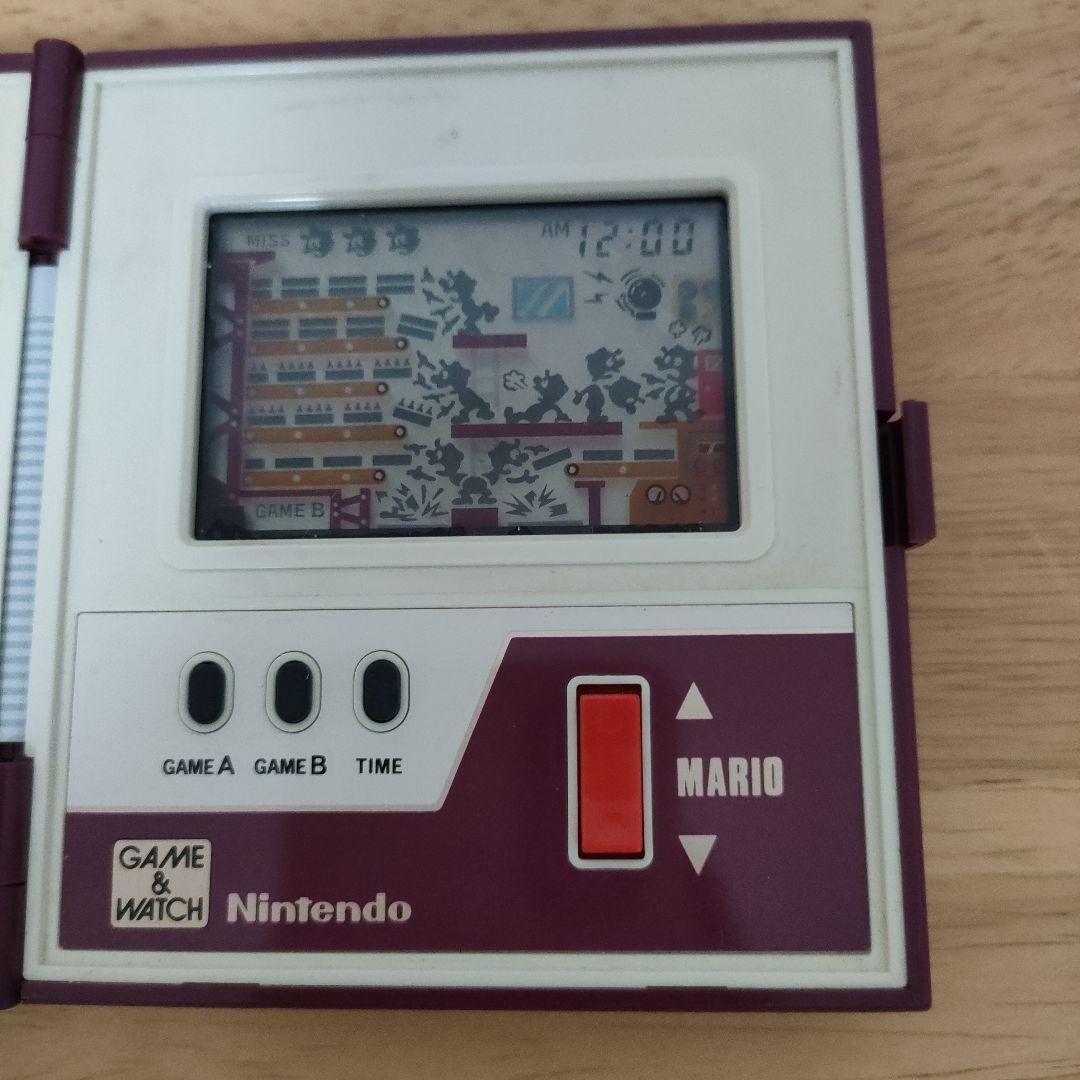 MISS AM 12:00
GAME B
GAME A GAME B TIME
▲
MARIO
▼
GAME
&
WATCH
Nintendo